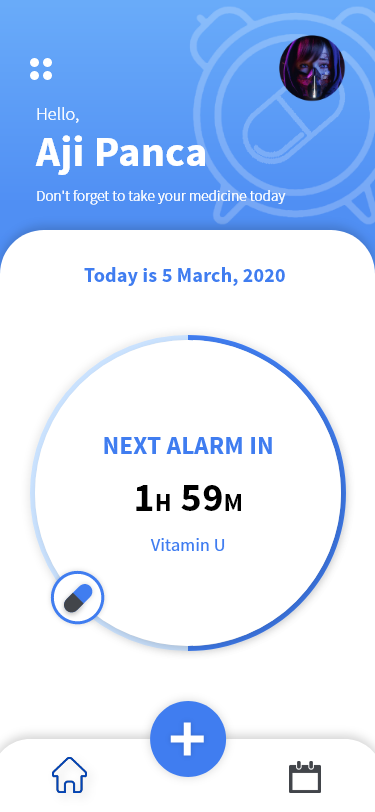 Hello,
Aji Panca
Don't forget to take your medicine today
Today is 5 March, 2020
NEXT ALARM IN
1H 59M
Vitamin U